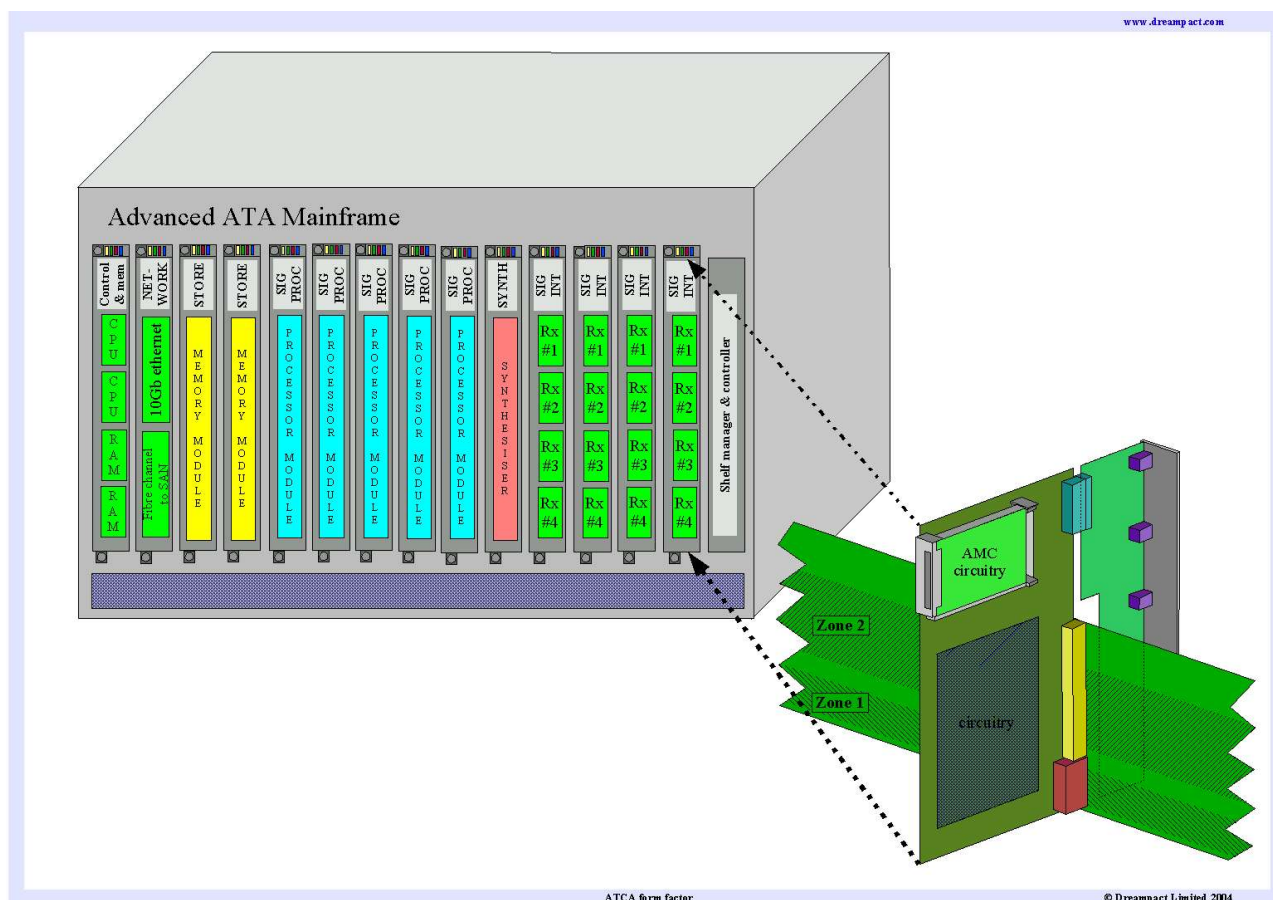 www.dreampact.com
Advanced ATA Mainframe
Control
& mem
CPU
CPU
RAM
RAM
NET-
WORK
10Gb ethernet
Fibre channel
to SAN
STORE
MEMORY MODULE
STORE
MEMORY MODULE
SIG
PROC
PROCESSOR MODULE
SIG
PROC
PROCESSOR MODULE
SIG
PROC
PROCESSOR MODULE
SIG
PROC
PROCESSOR MODULE
SIG
PROC
PROCESSOR MODULE
SYNTH
SYNTHESISER
SIG
INT
Rx
#1
Rx
#2
Rx
#3
Rx
#4
SIG
INT
Rx
#1
Rx
#2
Rx
#3
Rx
#4
SIG
INT
Rx
#1
Rx
#2
Rx
#3
Rx
#4
SIG
INT
Rx
#1
Rx
#2
Rx
#3
Rx
#4
Shelf manager & controller
AMC
circuitry
Zone 2
Zone 1
circuitry
ATCA form factor
© Dreampact Limited 2004